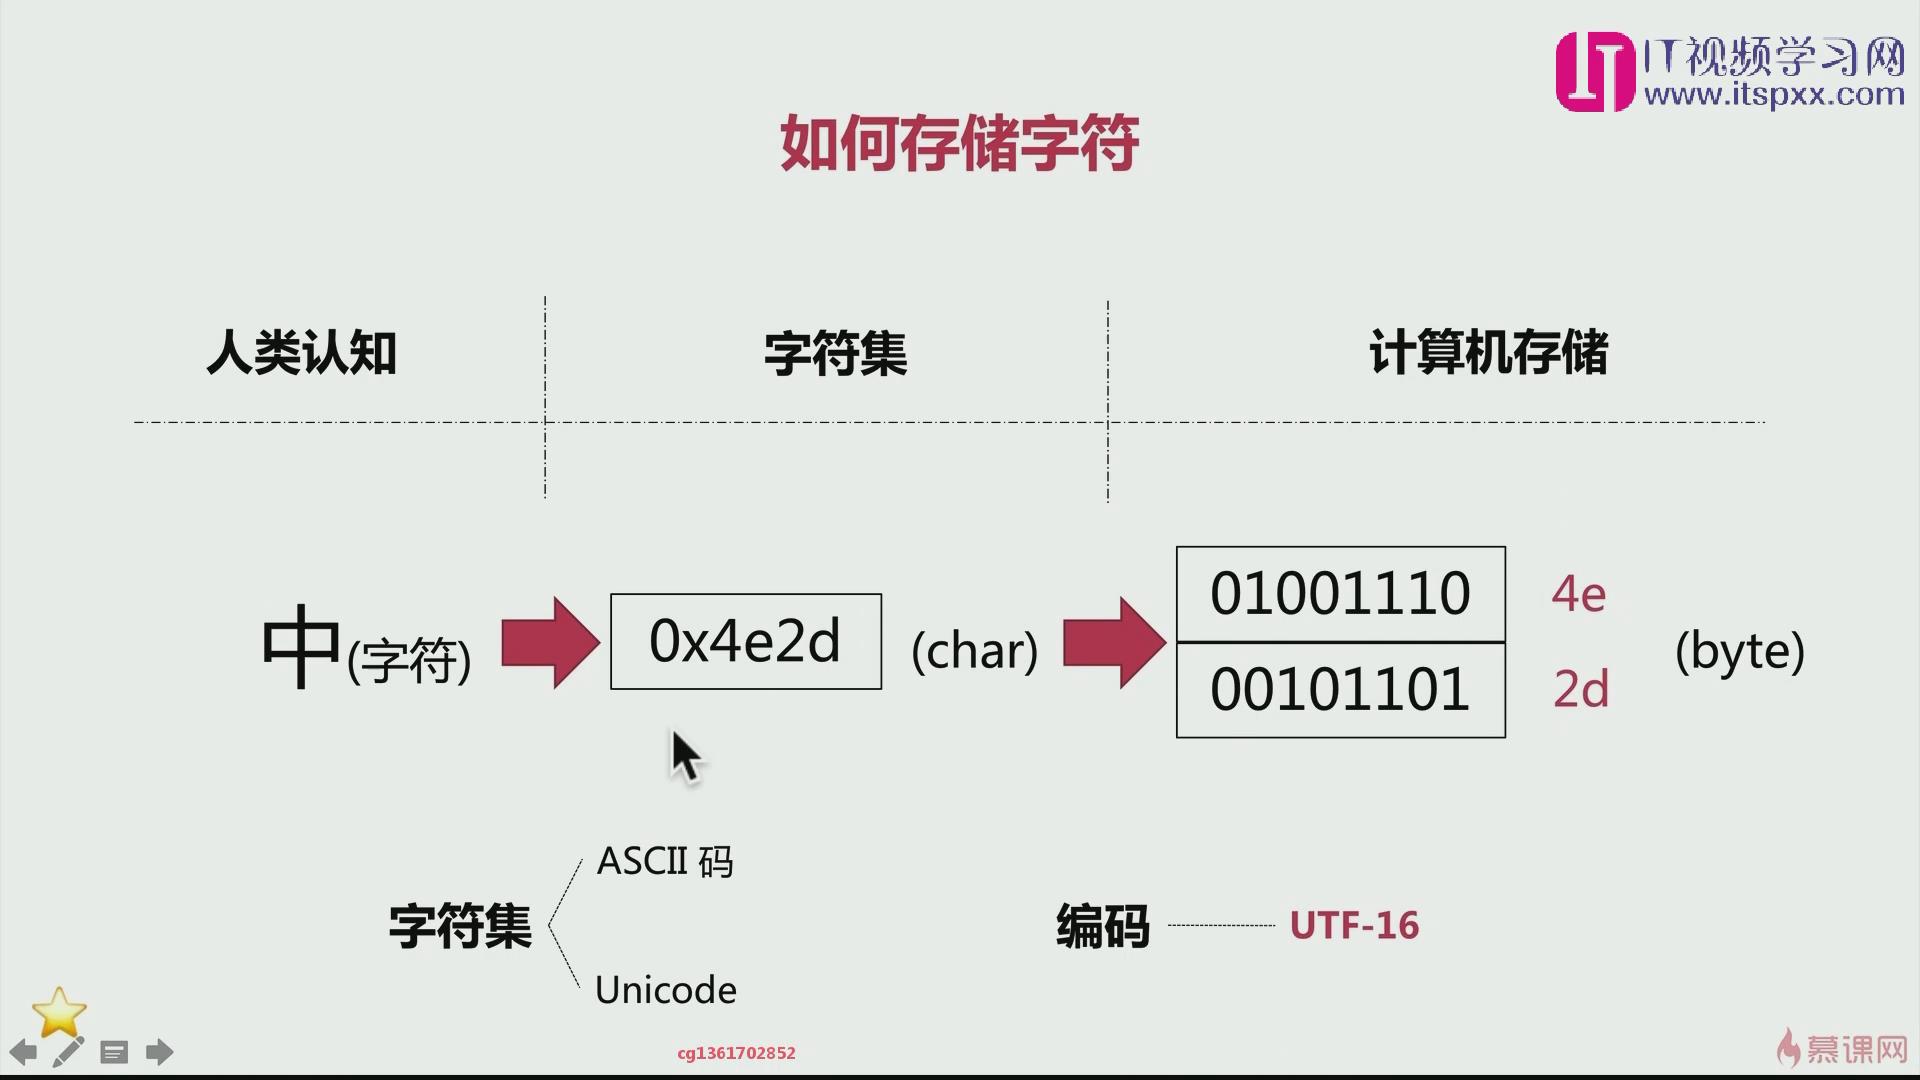 IT视频学习网
www.itspxx.com
如何存储字符
人类认知
字符集
计算机存储
中(字符)
0x4e2d
(char)
01001110
4e
00101101
2d
(byte)
字符集
ASCII 码
Unicode
编码
UTF-16
cg1361702852
慕课网